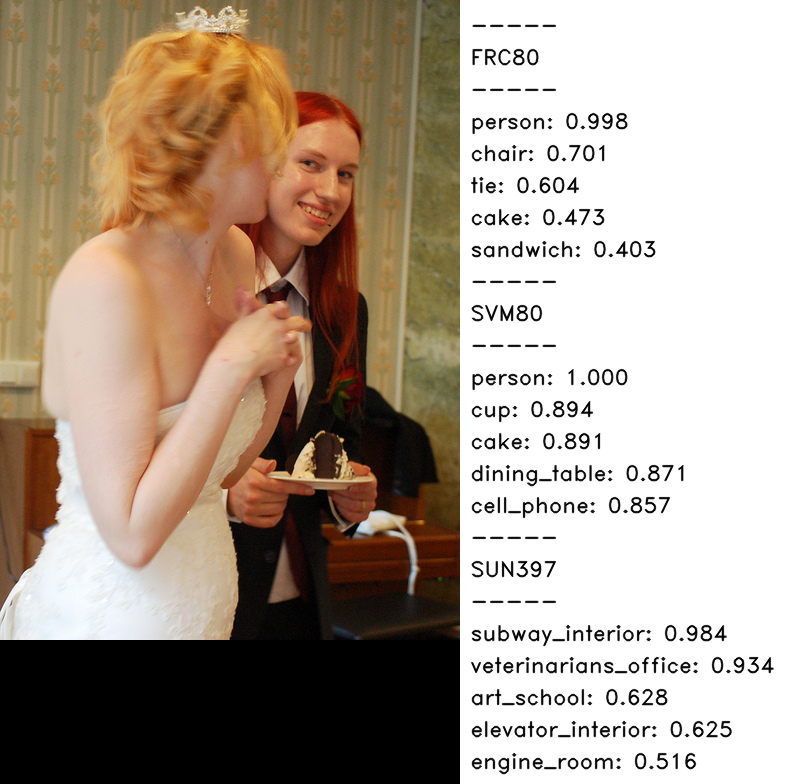 -----
FRC80
-----
person: 0.998
chair: 0.701
tie: 0.604
cake: 0.473
sandwich: 0.403
-----
SVM80
-----
person: 1.000
cup: 0.894
cake: 0.891
dining_table: 0.871
cell_phone: 0.857
-----
SUN397
-----
subway_interior: 0.984
veterinarians_office: 0.934
art_school: 0.628
elevator_interior: 0.625
engine_room: 0.516